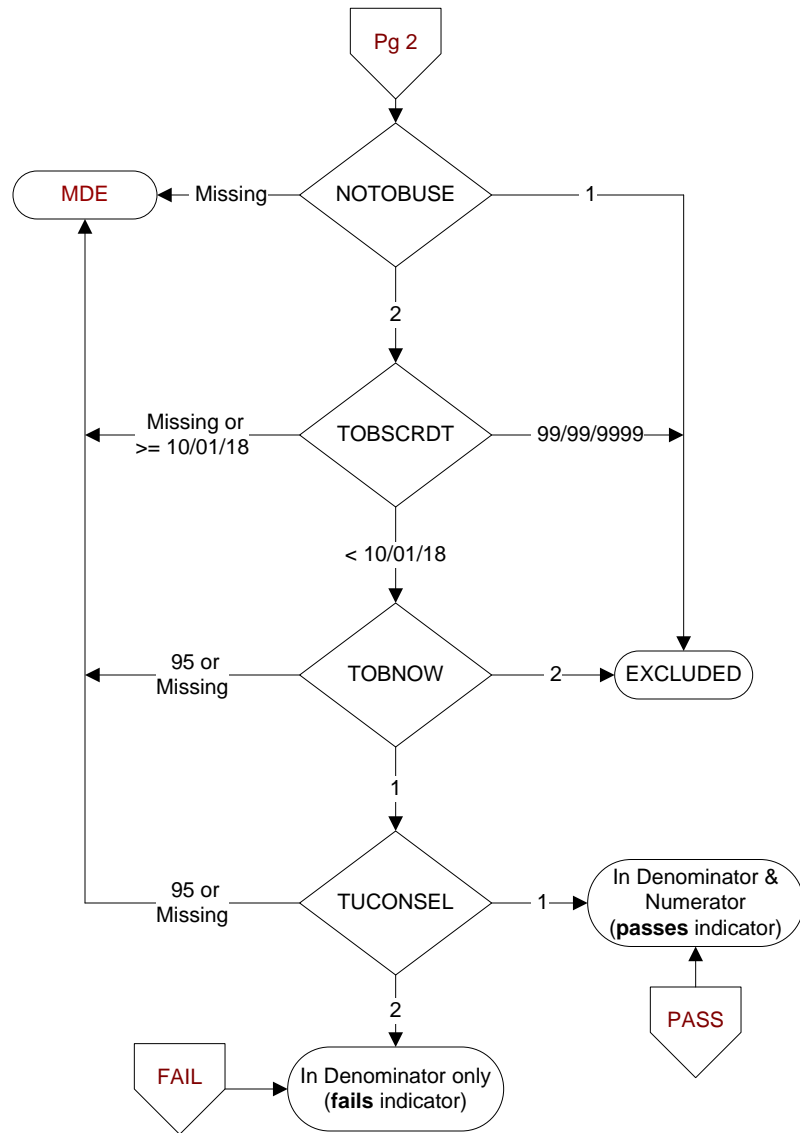 Pg 2
MDE
Missing
NOTOBUSE
1
2
Missing or
>= 10/01/18
TOBSCRDT
99/99/9999
< 10/01/18
95 or
Missing
TOBNOW
2
EXCLUDED
1
95 or
Missing
TUCONSEL
1
In Denominator &
Numerator
(passes indicator)
2
PASS
FAIL
In Denominator only
(fails indicator)